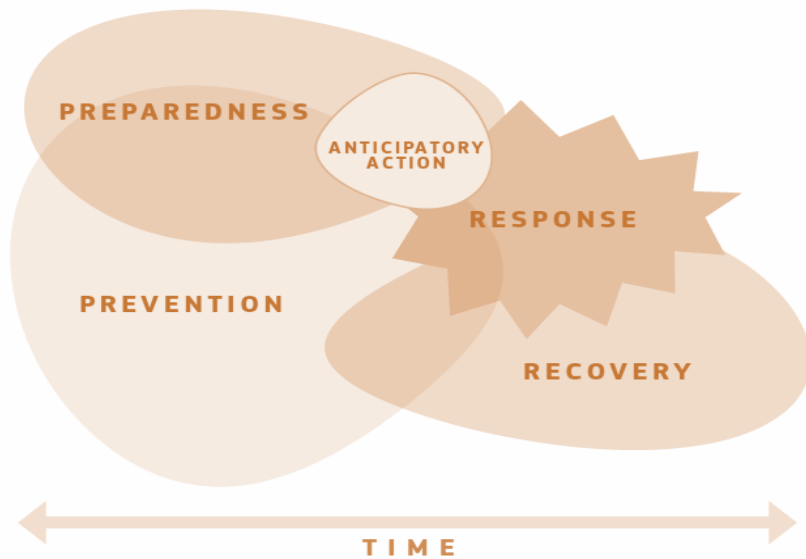 PREPAREDNESS
ANTICIPATORY
ACTION
RESPONSE
PREVENTION
RECOVERY
TIME